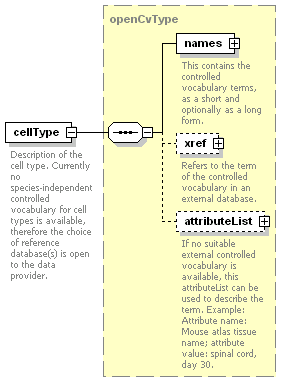 openCvType
names
This contains the
controlled
vocabulary terms,
as a short and
optionally as a long
form.
cellType
Description of the
cell type. Currently
no
species-independent
controlled
vocabulary for cell
types is available,
therefore the choice
of reference
database(s) is open
to the data
provider.
xref
Refers to the term
of the controlled
vocabulary in an
external database.
attributeList
If no suitable
external controlled
vocabulary is
available, this
attributeList can be
used to describe the
term. Example:
Attribute name:
Mouse atlas tissue
name; attribute
value: spinal cord,
day 30.